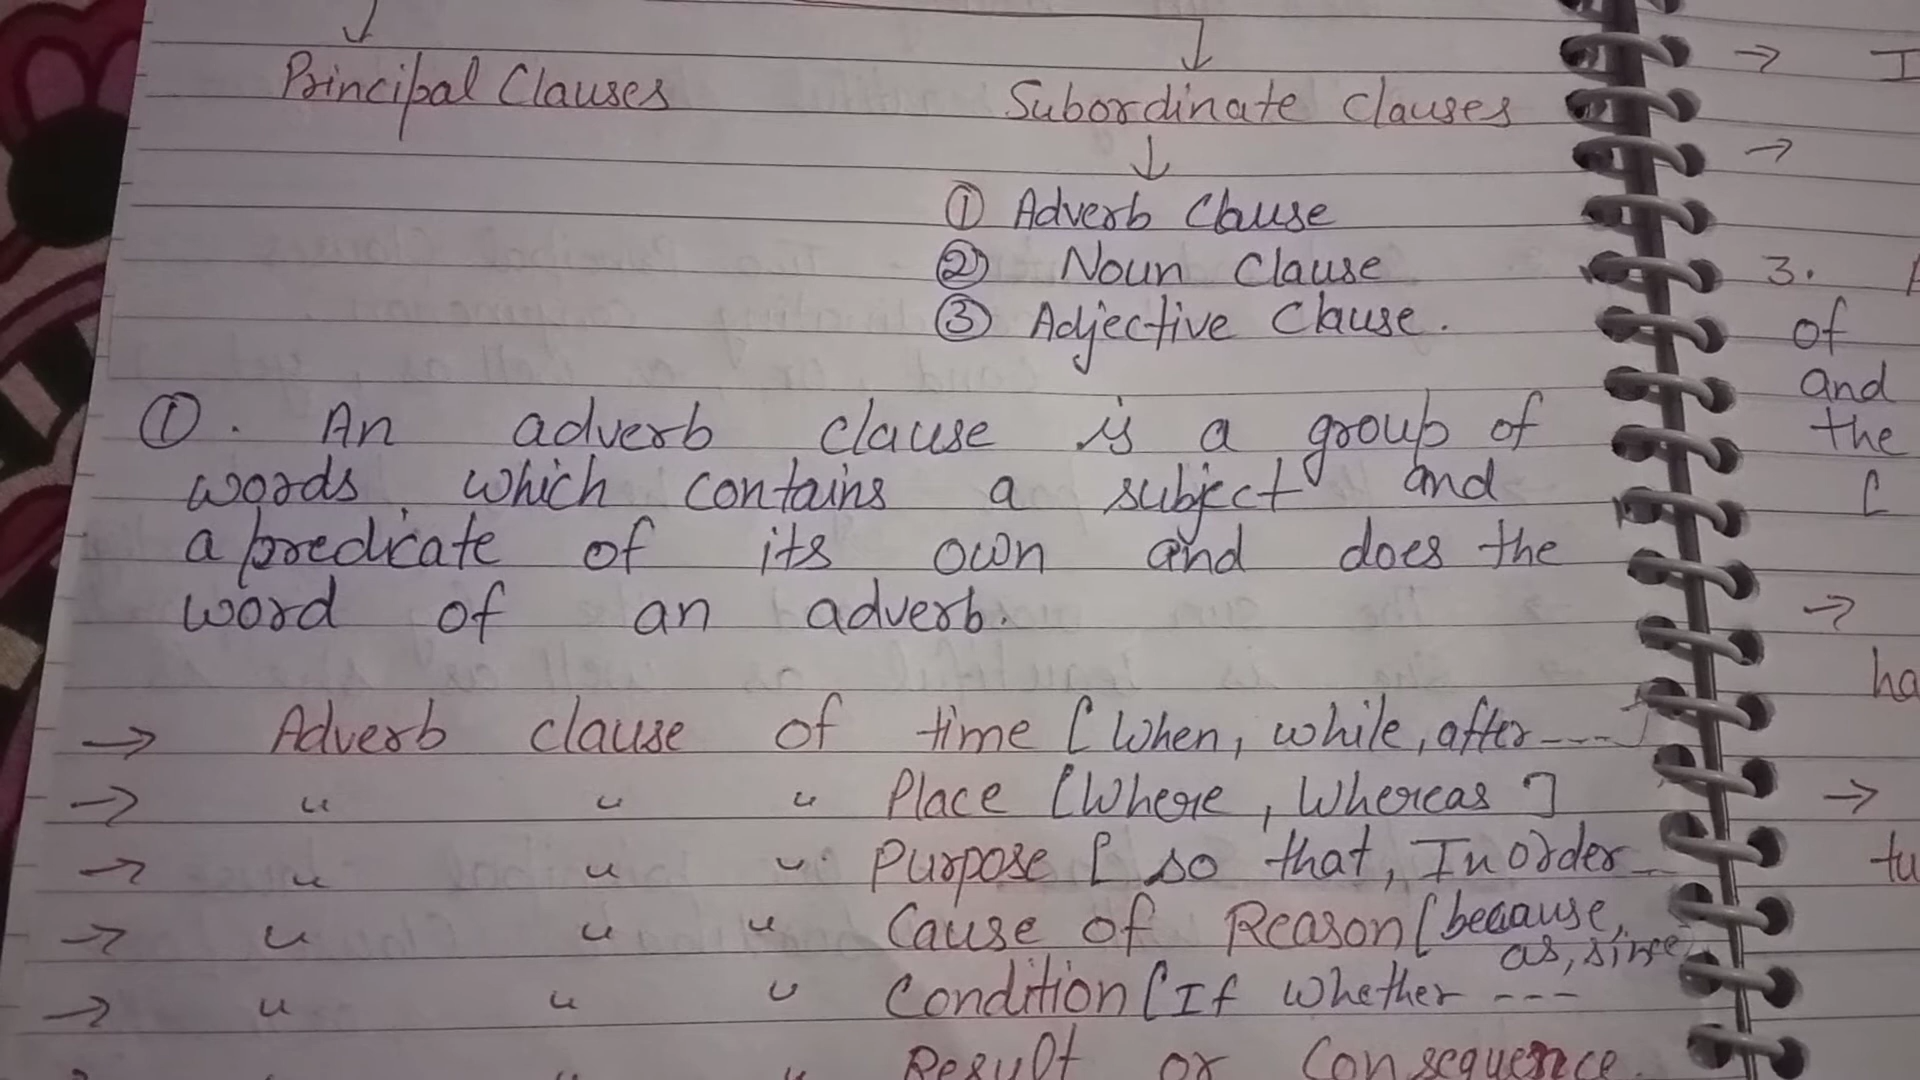 Principal Clauses
Subordinate Clauses
① Adverb Clause
② Noun Clause
③ Adjective Clause.
①. An adverb clause is a group of
words which contains a subject and
a predicate of its own and does the
word of an adverb.
→ Adverb clause of time [When, while, after ----]
→ " " " Place [Where, Whereas]
→ " " " Purpose [so that, In order --
→ " " " Cause of Reason [beacause,
as, since
→ " " " Condition [If whether ---
" " Result or Consequence.
→ I
→
3.
of
and
the
[
→
ha
→
tu